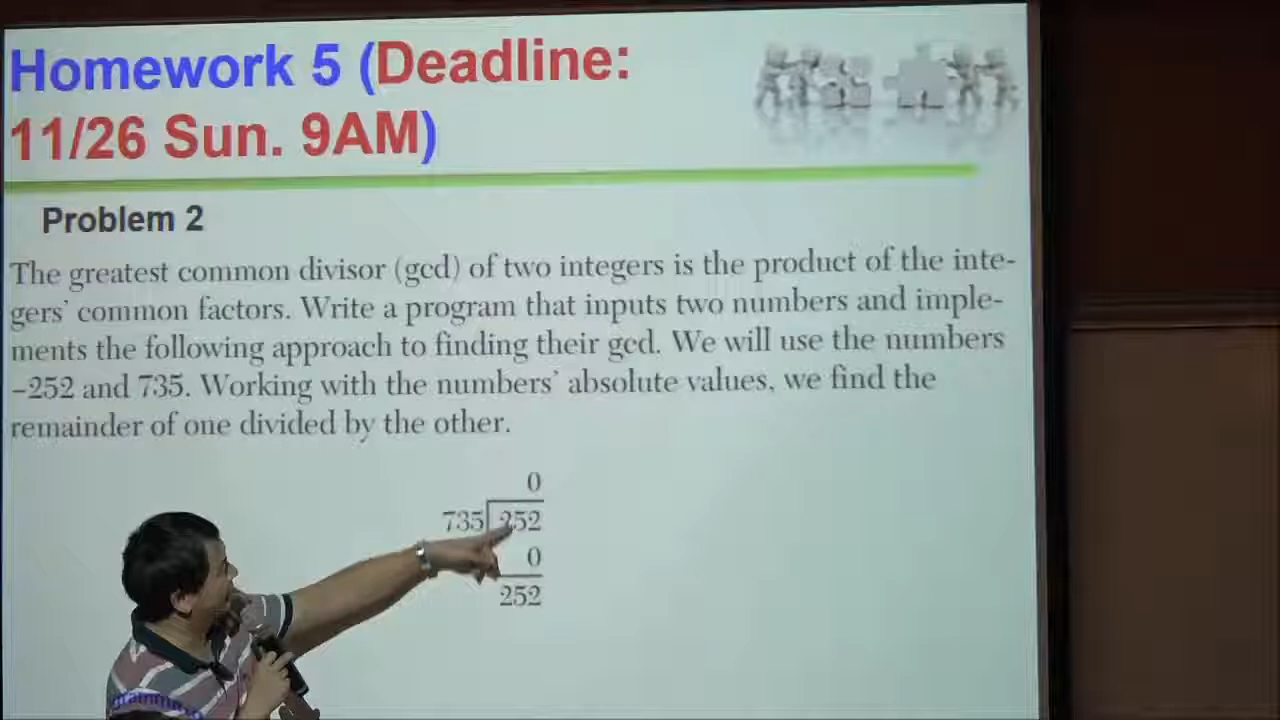 Homework 5 (Deadline:
11/26 Sun. 9AM)
Problem 2
The greatest common divisor (gcd) of two integers is the product of the inte-
gers’ common factors. Write a program that inputs two numbers and imple-
ments the following approach to finding their gcd. We will use the numbers
–252 and 735. Working with the numbers’ absolute values, we find the
remainder of one divided by the other.
0
735 252
0
252